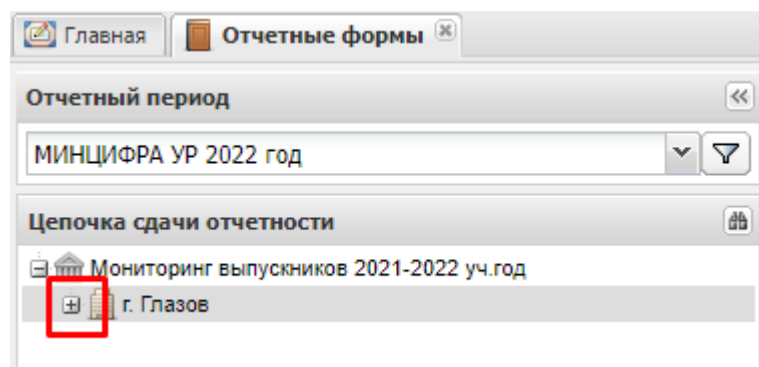 Главная Отчетные формы
Отчетный период
МИНЦИФРА УР 2022 год
Цепочка сдачи отчетности
Мониторинг выпускников 2021-2022 уч.год
г. Глазов